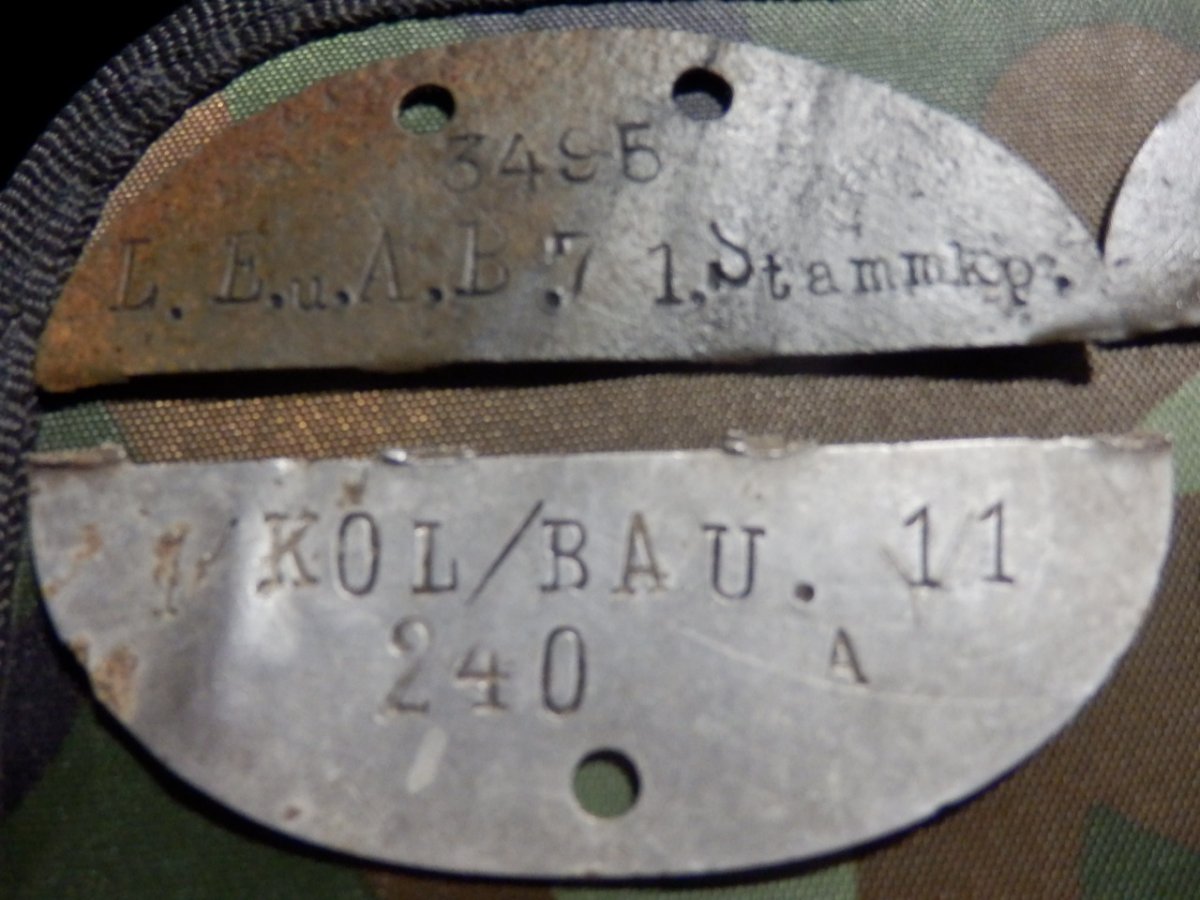 3495
L.E.u.A.B.7 1.Stammkp.
KOL/BAU. 11
240 A